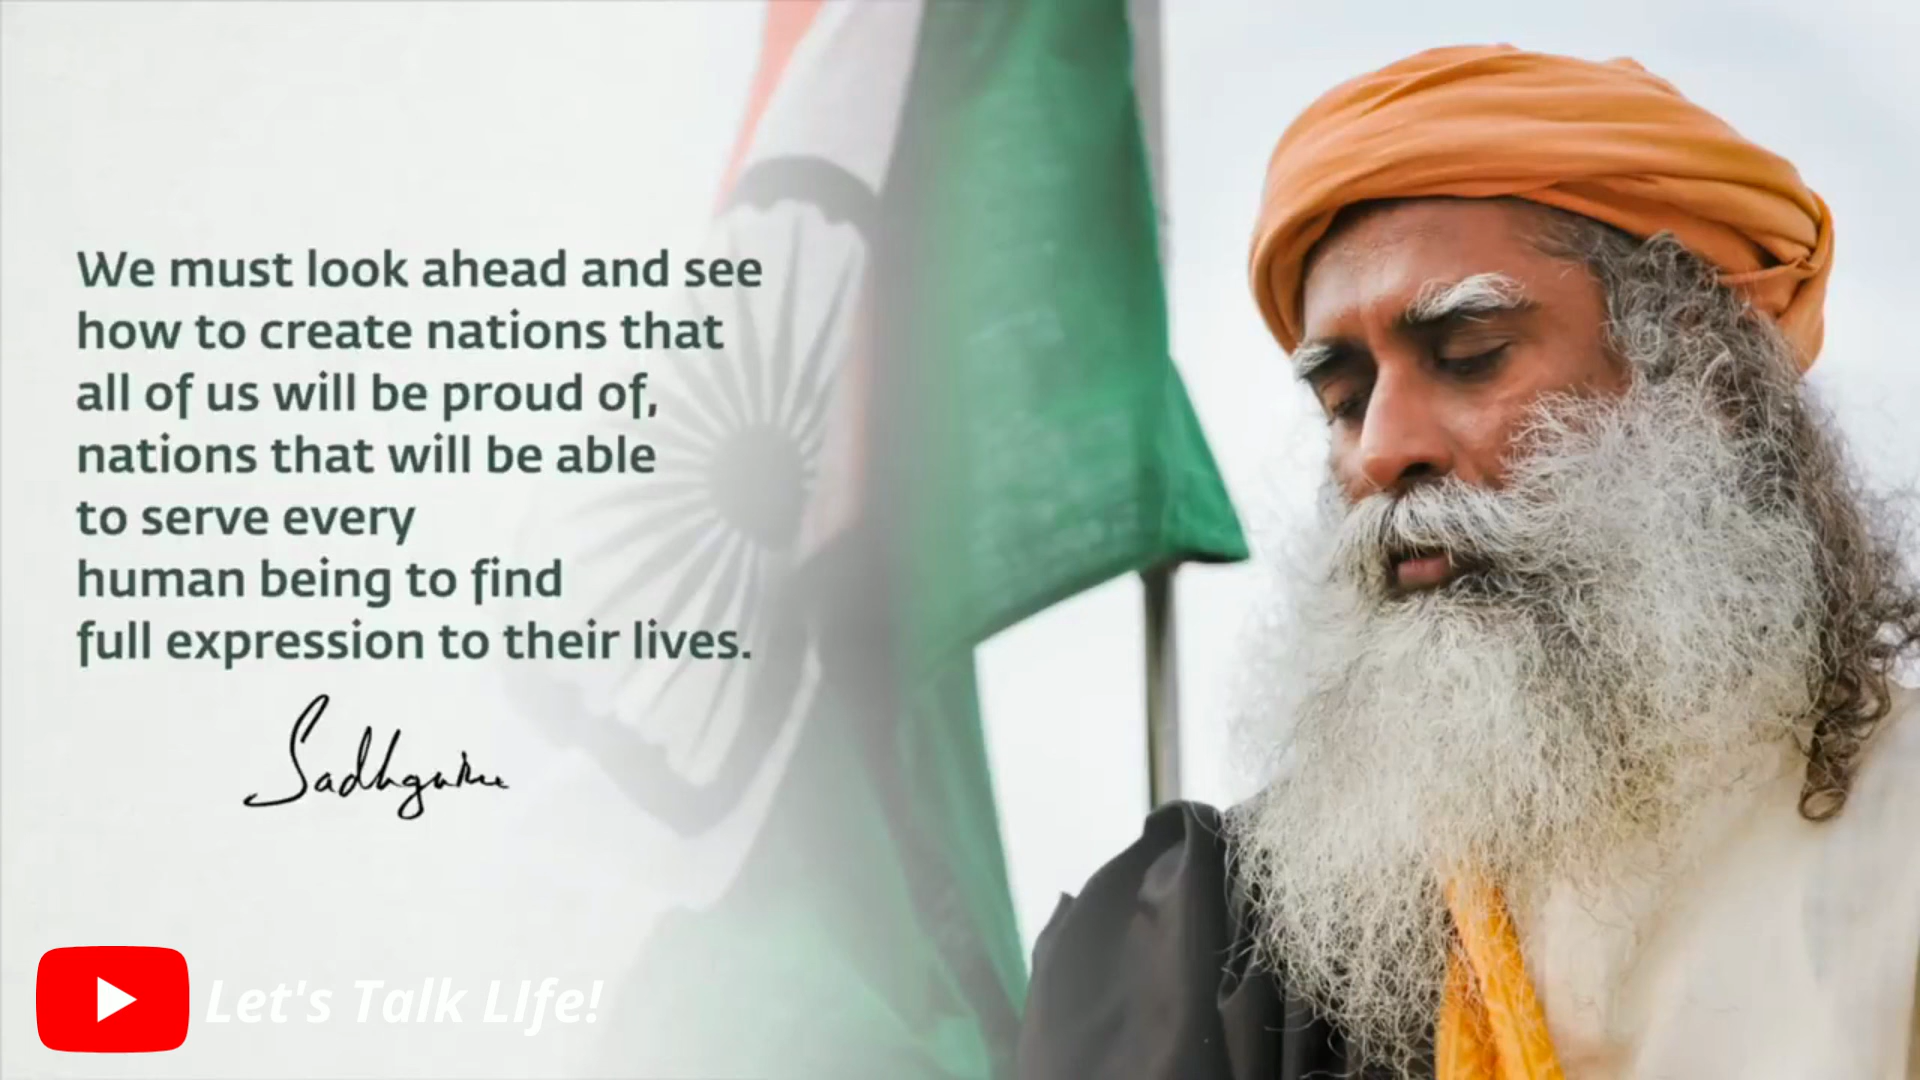 We must look ahead and see
how to create nations that
all of us will be proud of,
nations that will be able
to serve every
human being to find
full expression to their lives.
Sadhguru
Let's Talk LIfe!